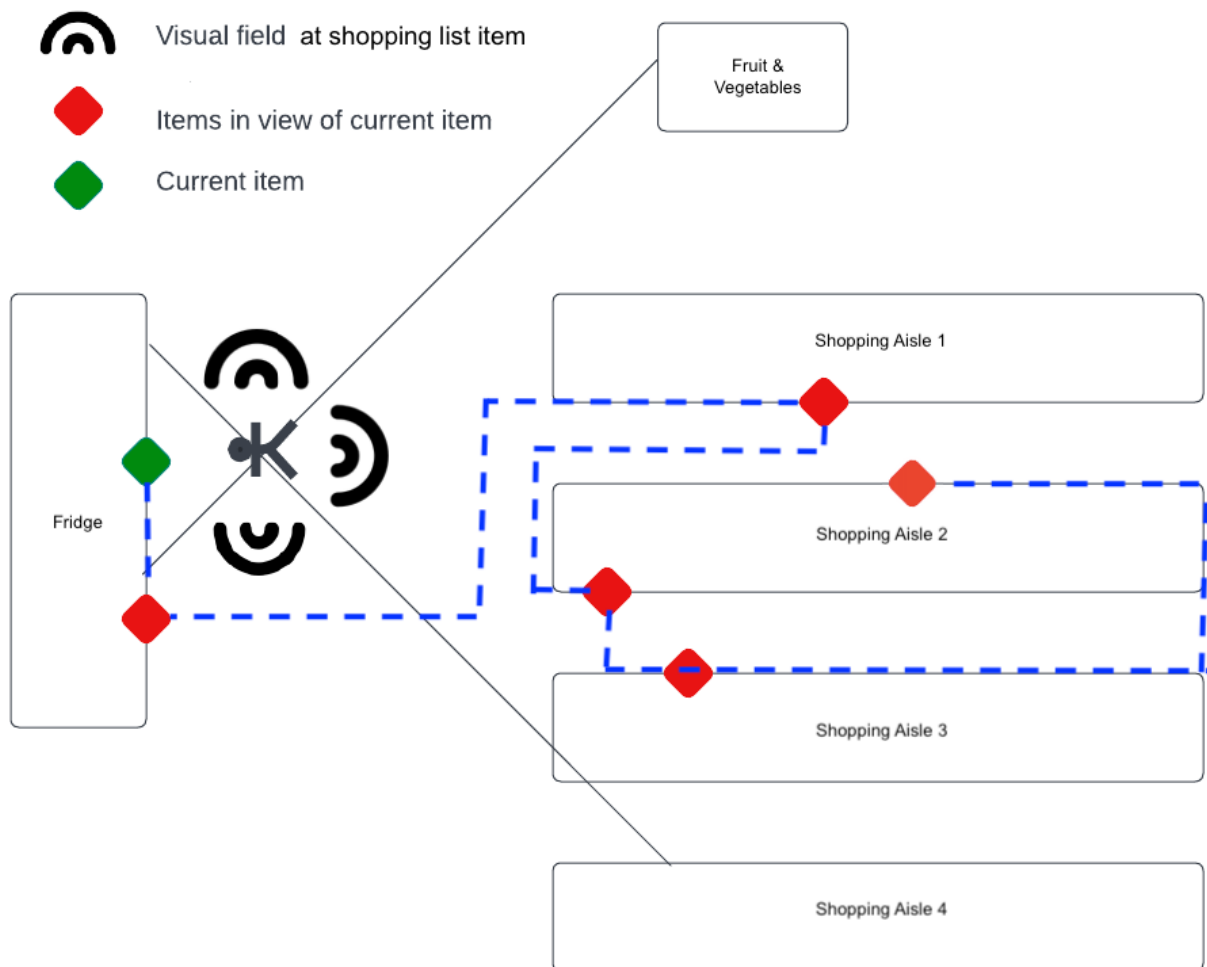 Visual field at shopping list item
Items in view of current item
Current item
Fruit &
Vegetables
Shopping Aisle 1
Fridge
Shopping Aisle 2
Shopping Aisle 3
Shopping Aisle 4